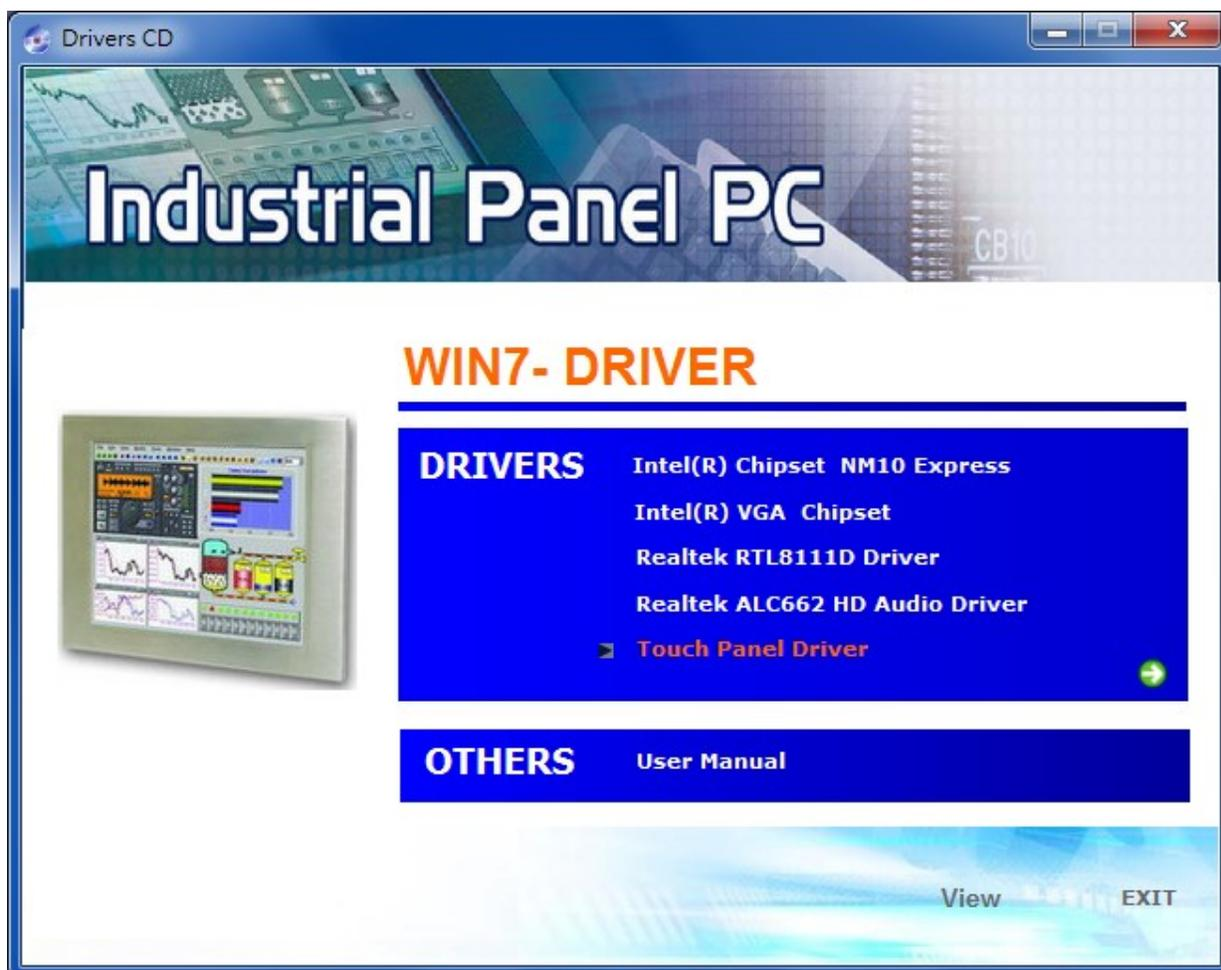 Drivers CD
Industrial Panel PC
CB10
WIN7- DRIVER
DRIVERS
Intel(R) Chipset NM10 Express
Intel(R) VGA Chipset
Realtek RTL8111D Driver
Realtek ALC662 HD Audio Driver
Touch Panel Driver
OTHERS
User Manual
View
EXIT